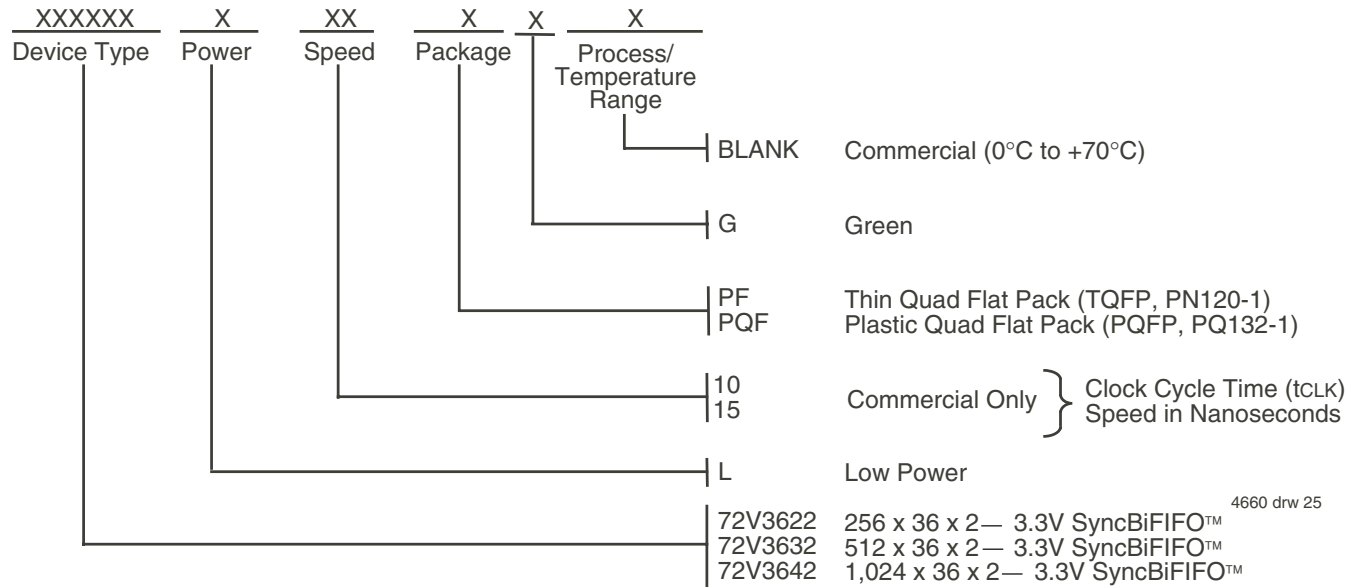 XXXXXX X XX X X X
Device Type Power Speed Package Process/
Temperature
Range
BLANK Commercial (0°C to +70°C)
G Green
PF Thin Quad Flat Pack (TQFP, PN120-1)
PQF Plastic Quad Flat Pack (PQFP, PQ132-1)
10
15
Commercial Only
Clock Cycle Time (tCLK)
Speed in Nanoseconds
L Low Power
4660 drw 25
72V3622 256 x 36 x 2— 3.3V SyncBiFIFO™
72V3632 512 x 36 x 2— 3.3V SyncBiFIFO™
72V3642 1,024 x 36 x 2— 3.3V SyncBiFIFO™